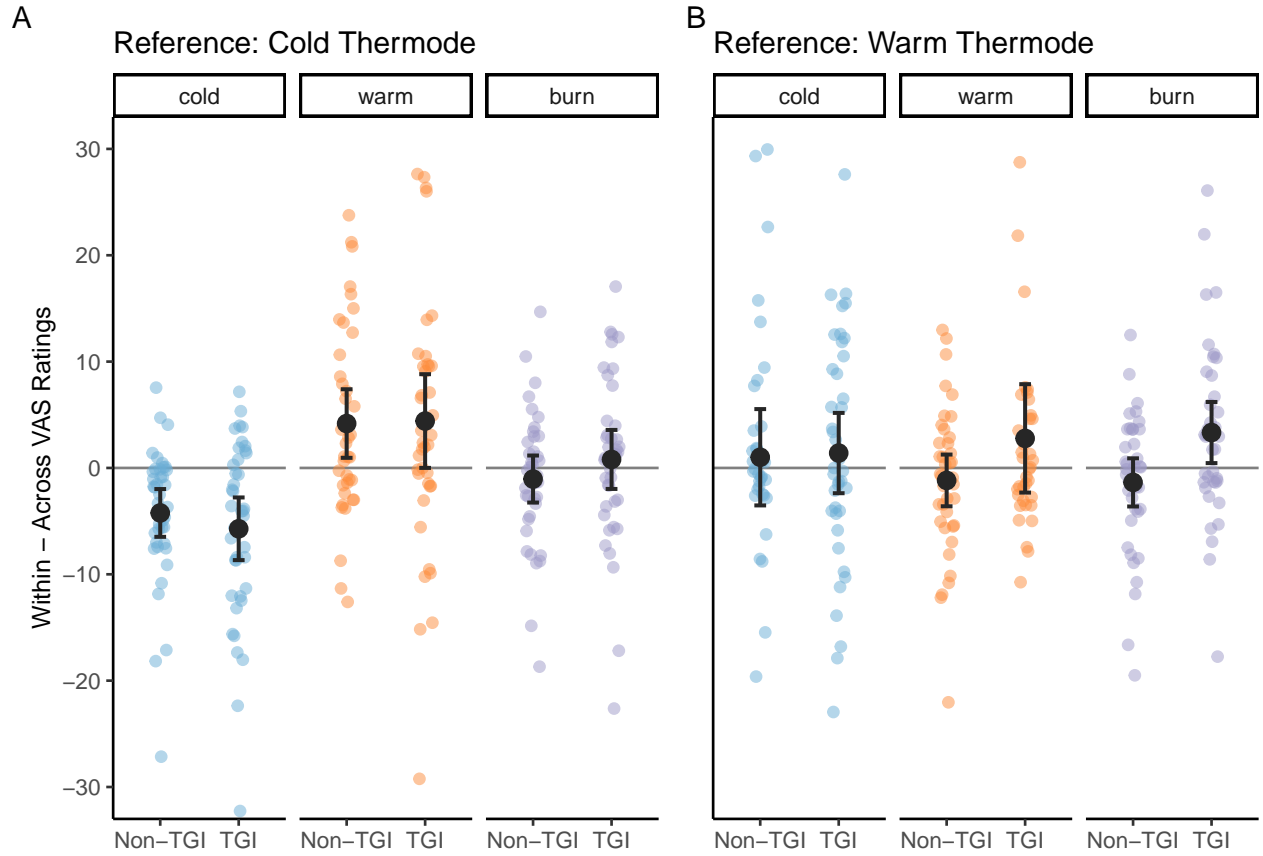 A
B
Reference: Cold Thermode
Reference: Warm Thermode
cold
warm
burn
cold
warm
burn
Within − Across VAS Ratings
30
20
10
0
−10
−20
−30
Non−TGI TGI
Non−TGI TGI
Non−TGI TGI
Non−TGI TGI
Non−TGI TGI
Non−TGI TGI